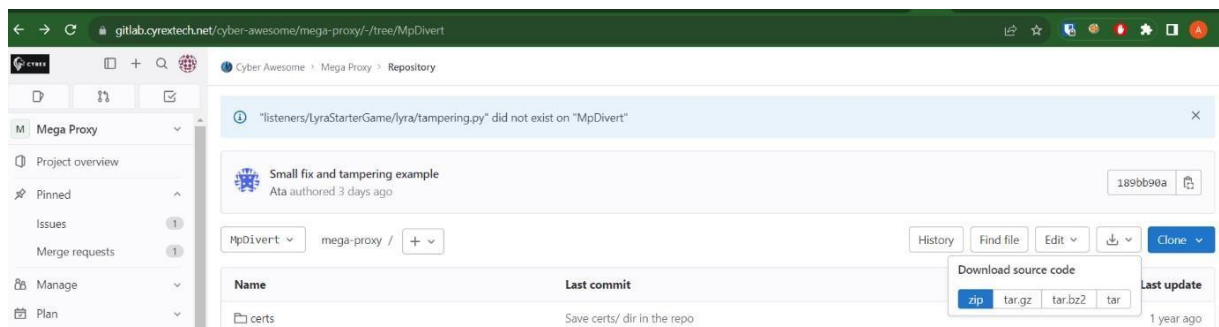 gitlab.cyrextech.net/cyber-awesome/mega-proxy/-/tree/MpDivert
A
CYREX
Cyber Awesome > Mega Proxy > Repository
"listeners/LyraStarterGame/lyra/tampering.py" did not exist on "MpDivert"
M Mega Proxy
Project overview
Pinned
Issues 1
Merge requests 1
Manage
Plan
Small fix and tampering example
Ata authored 3 days ago
189bb90a
MpDivert
mega-proxy /
History
Find file
Edit
Clone
Download source code
zip tar.gz tar.bz2 tar
Name Last commit Last update
certs Save certs/ dir in the repo 1 year ago